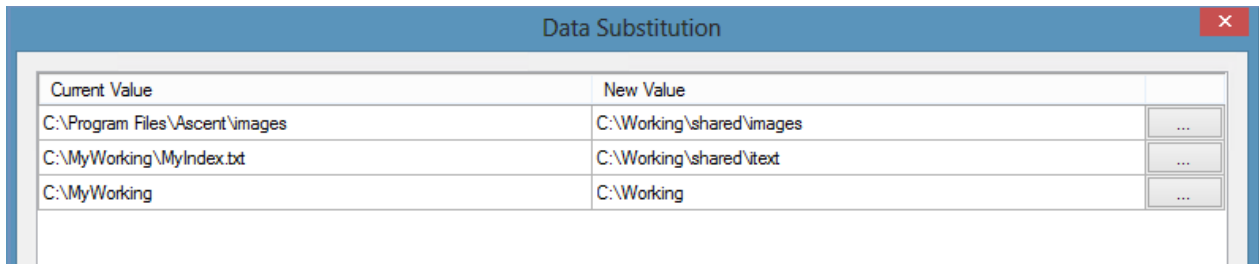 Data Substitution
Current Value New Value
C:\Program Files\Ascent\images C:\Working\shared\images ...
C:\MyWorking\MyIndex.txt C:\Working\shared\itext ...
C:\MyWorking C:\Working ...